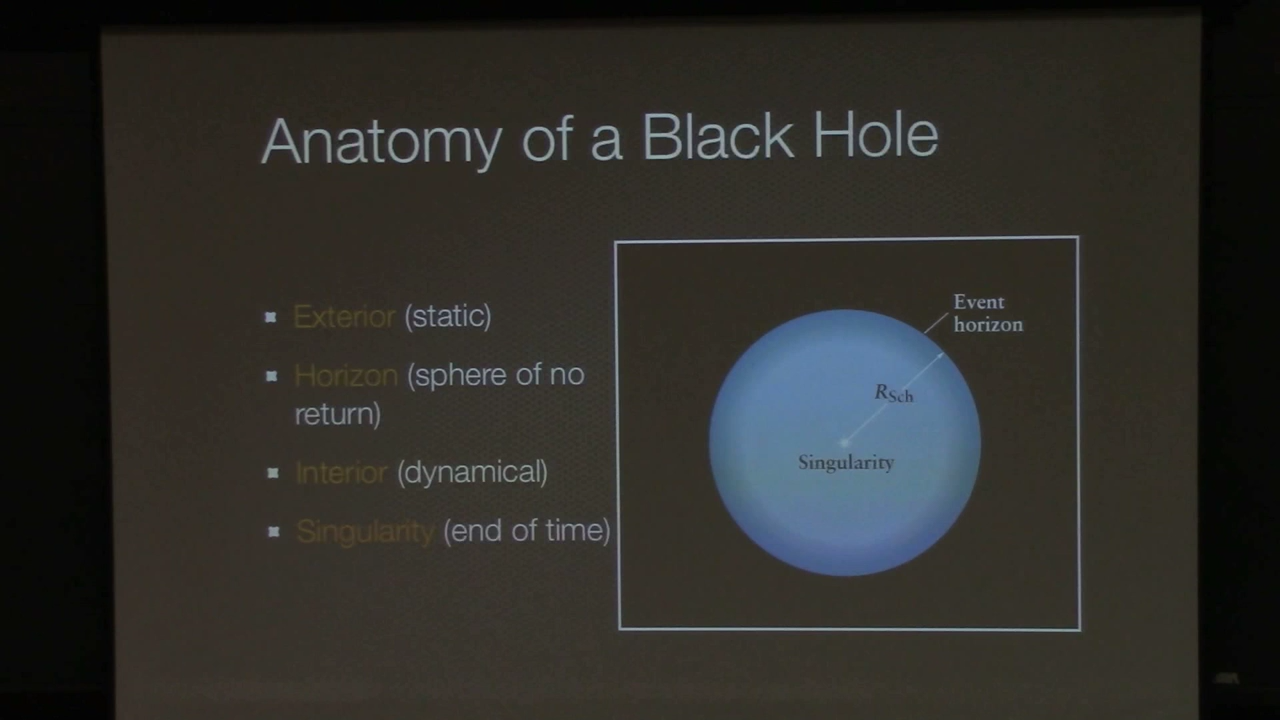 Anatomy of a Black Hole
Exterior (static)
Horizon (sphere of no
return)
Interior (dynamical)
Singularity (end of time)
Event
horizon
RSch
Singularity